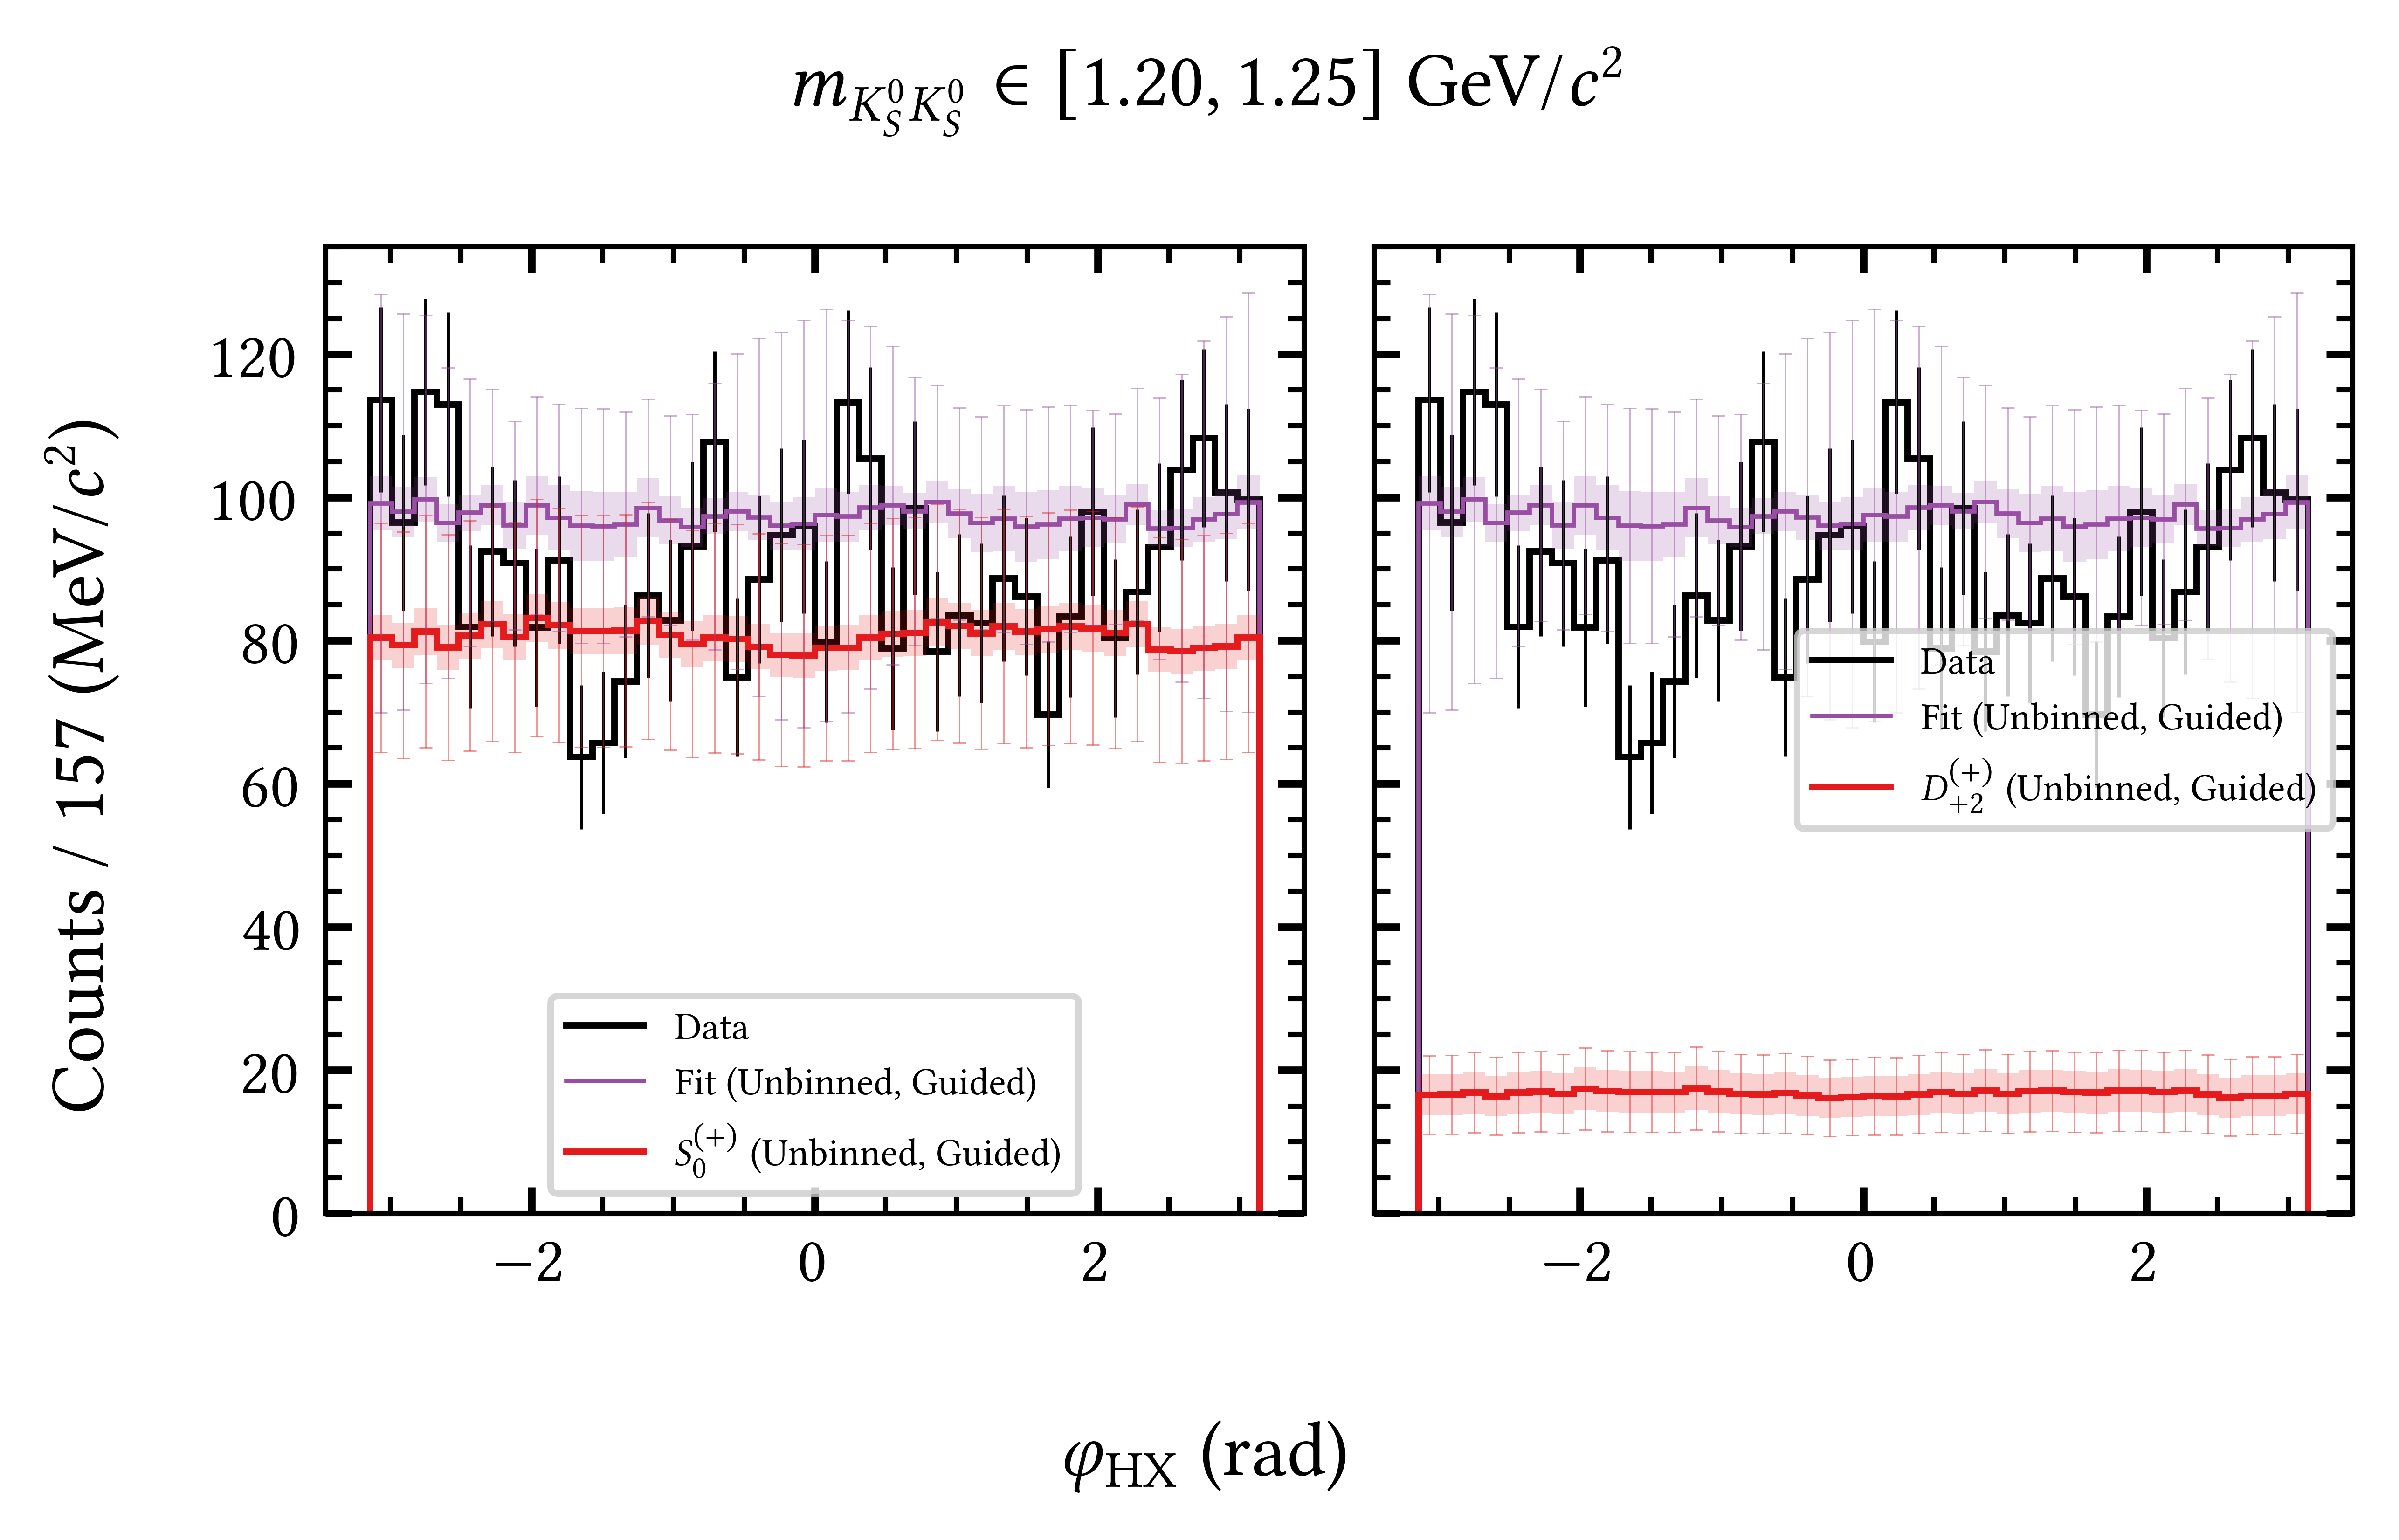 m_{K_S^0 K_S^0} ∈ [1.20, 1.25] GeV/c²
Counts / 157 (MeV/c²)
120
100
80
60
40
20
0
Data
Fit (Unbinned, Guided)
S_0^{(+)} (Unbinned, Guided)
−2
0
2
Data
Fit (Unbinned, Guided)
D_{+2}^{(+)} (Unbinned, Guided)
−2
0
2
φ_HX (rad)